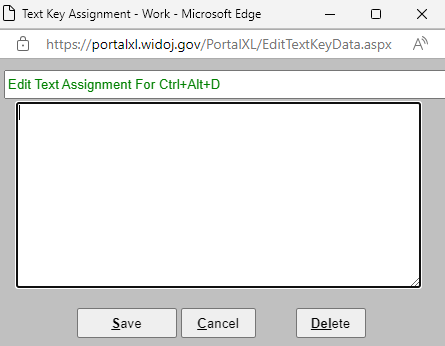 Text Key Assignment - Work - Microsoft Edge
https://portalxl.widoj.gov/PortalXL/EditTextKeyData.aspx
Edit Text Assignment For Ctrl+Alt+D
Save Cancel Delete